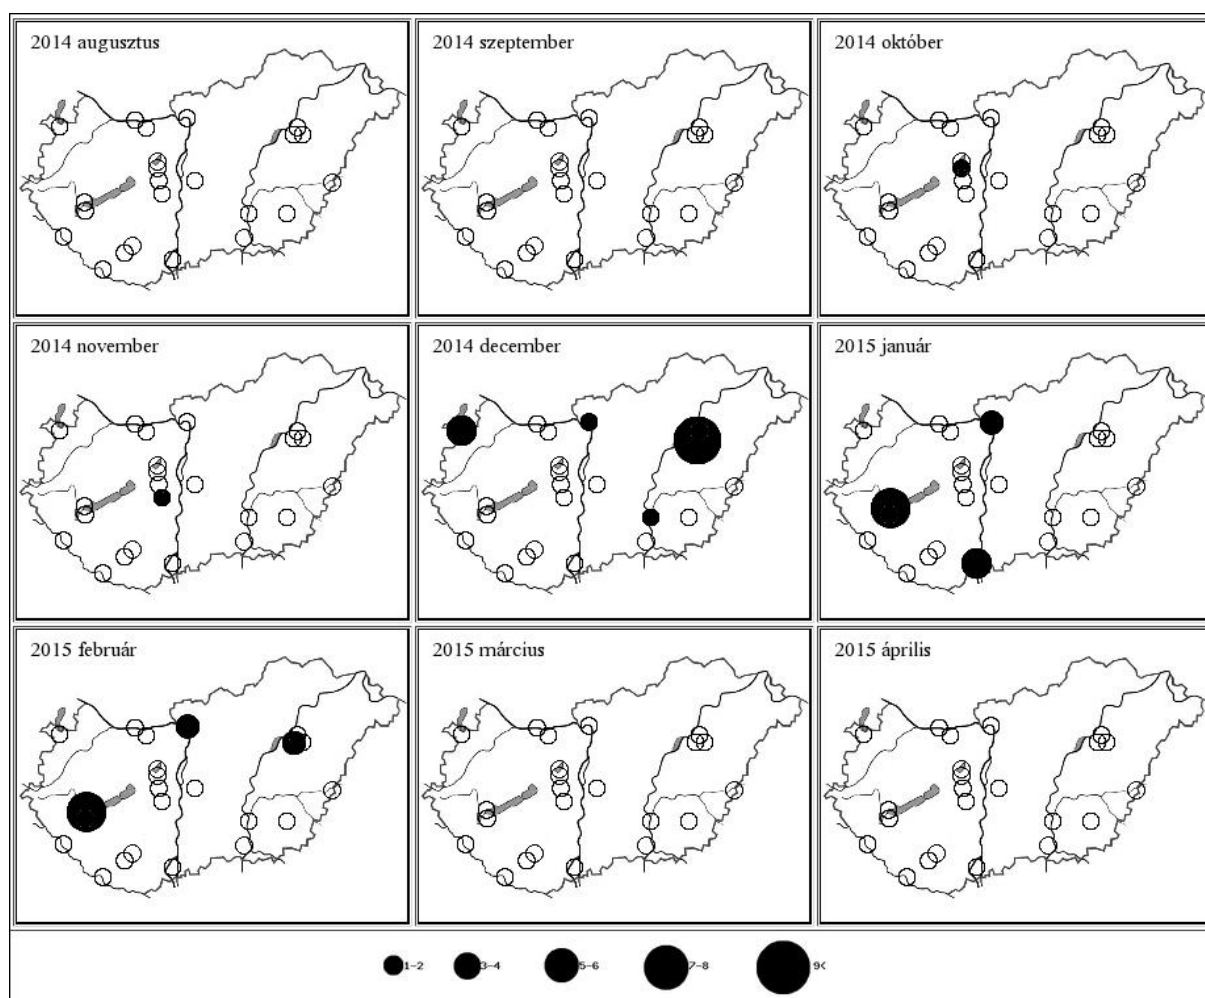 2014 augusztus
2014 szeptember
2014 október
2014 november
2014 december
2015 január
2015 február
2015 március
2015 április
1-2
3-4
5-6
7-8
9<